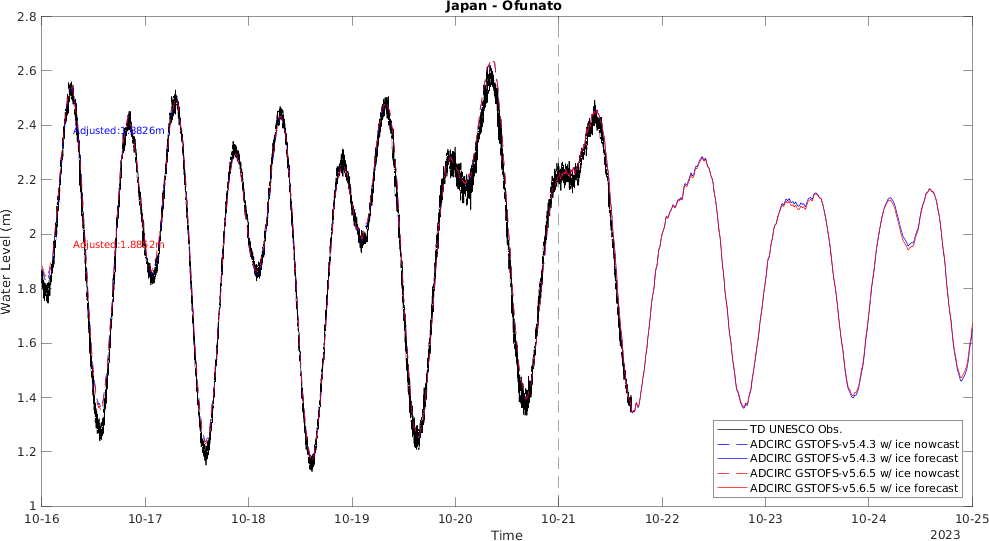 Japan - Ofunato
2.8
2.6
2.4
2.2
2
1.8
1.6
1.4
1.2
1
Water Level (m)
Adjusted:1.8826m
Adjusted:1.8852m
TD UNESCO Obs.
ADCIRC GSTOFS-v5.4.3 w/ ice nowcast
ADCIRC GSTOFS-v5.4.3 w/ ice forecast
ADCIRC GSTOFS-v5.6.5 w/ ice nowcast
ADCIRC GSTOFS-v5.6.5 w/ ice forecast
10-16 10-17 10-18 10-19 10-20 10-21 10-22 10-23 10-24 10-25
Time
2023